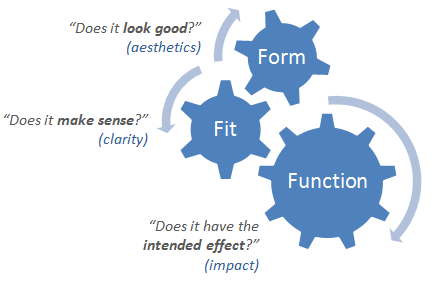 “Does it look good?”
(aesthetics)
Form
“Does it make sense?”
(clarity)
Fit
Function
“Does it have the
intended effect?”
(impact)